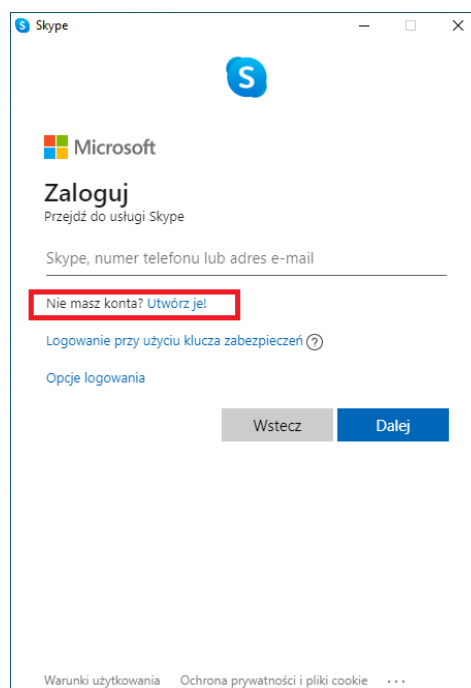 Skype
S
Microsoft
Zaloguj
Przejdź do usługi Skype
Skype, numer telefonu lub adres e-mail
Nie masz konta? Utwórz je!
Logowanie przy użyciu klucza zabezpieczeń ?
Opcje logowania
Wstecz Dalej
Warunki użytkowania Ochrona prywatności i pliki cookie ...